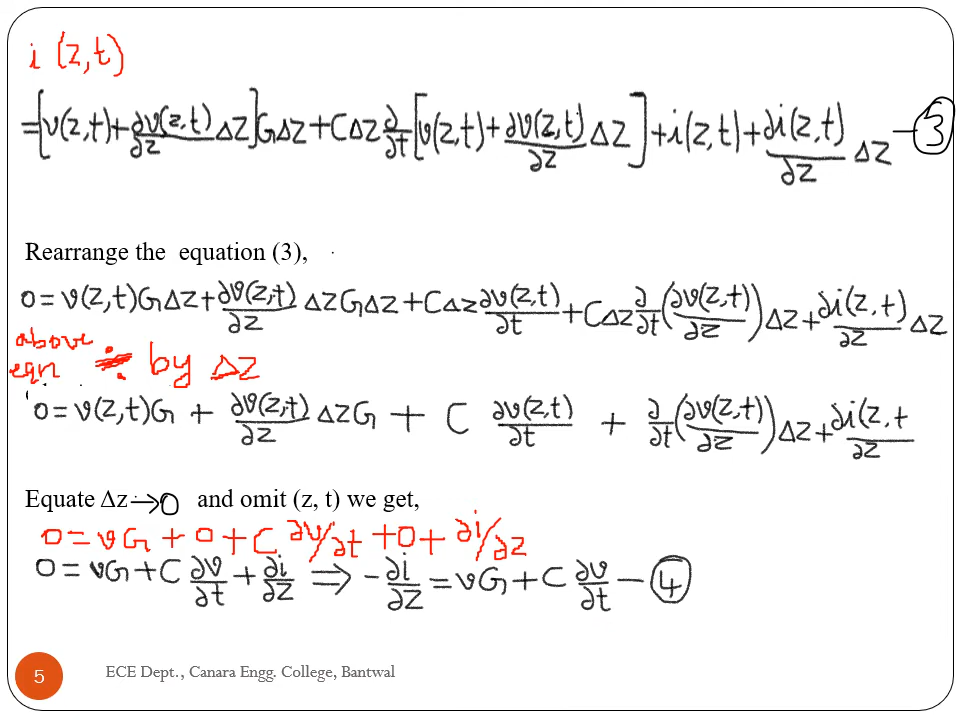 i (z,t)
= [v(z,t) + ∂v(z,t)/∂z Δz] GΔz + CΔz ∂/∂t [v(z,t) + ∂v(z,t)/∂z Δz] + i(z,t) + ∂i(z,t)/∂z Δz – ③
Rearrange the equation (3),
0 = v(z,t)GΔz + ∂v(z,t)/∂z ΔzGΔz + CΔz ∂v(z,t)/∂t + CΔz ∂/∂t (∂v(z,t)/∂z) Δz + ∂i(z,t)/∂z Δz
above
eqn ÷ by Δz
0 = v(z,t)G + ∂v(z,t)/∂z ΔzG + C ∂v(z,t)/∂t + ∂/∂t (∂v(z,t)/∂z) Δz + ∂i(z,t/∂z
Equate Δz → 0 and omit (z, t) we get,
0 = vG + 0 + C ∂v/∂t + 0 + ∂i/∂z
0 = vG + C ∂v/∂t + ∂i/∂z ⇒ - ∂i/∂z = vG + C ∂v/∂t – ④
5 ECE Dept., Canara Engg. College, Bantwal